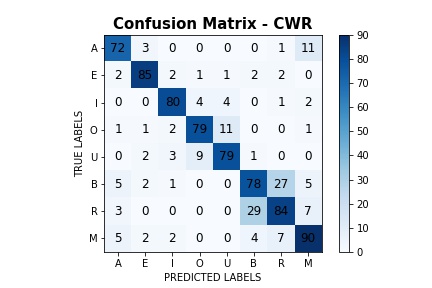 Confusion Matrix - CWR
TRUE LABELS
A 72 3 0 0 0 0 1 11
E 2 85 2 1 1 2 2 0
I 0 0 80 4 4 0 1 2
O 1 1 2 79 11 0 0 1
U 0 2 3 9 79 1 0 0
B 5 2 1 0 0 78 27 5
R 3 0 0 0 0 29 84 7
M 5 2 2 0 0 4 7 90
A E I O U B R M
PREDICTED LABELS
90
80
70
60
50
40
30
20
10
0